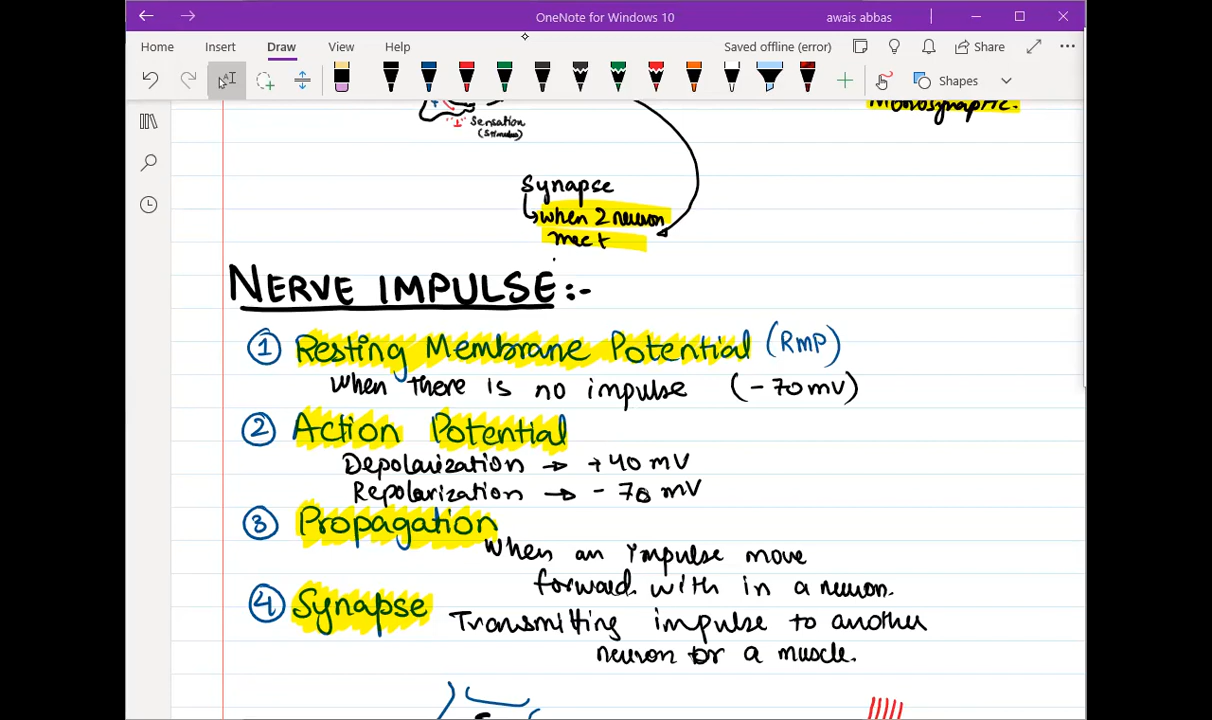 OneNote for Windows 10
awais abbas
Home Insert Draw View Help
Saved offline (error)
Share
Shapes
Monosynaptic.
Sensation
(Stimulus)
Synapse
when 2 neuron
meet
NERVE IMPULSE:-
1 Resting Membrane Potential (RMP)
When there is no impulse (-70mV)
2 Action Potential
Depolarization → +40 mV
Repolarization → - 70 mV
3 Propagation
When an impulse move
forward with in a neuron.
4 Synapse
Transmitting impulse to another
neuron or a muscle.